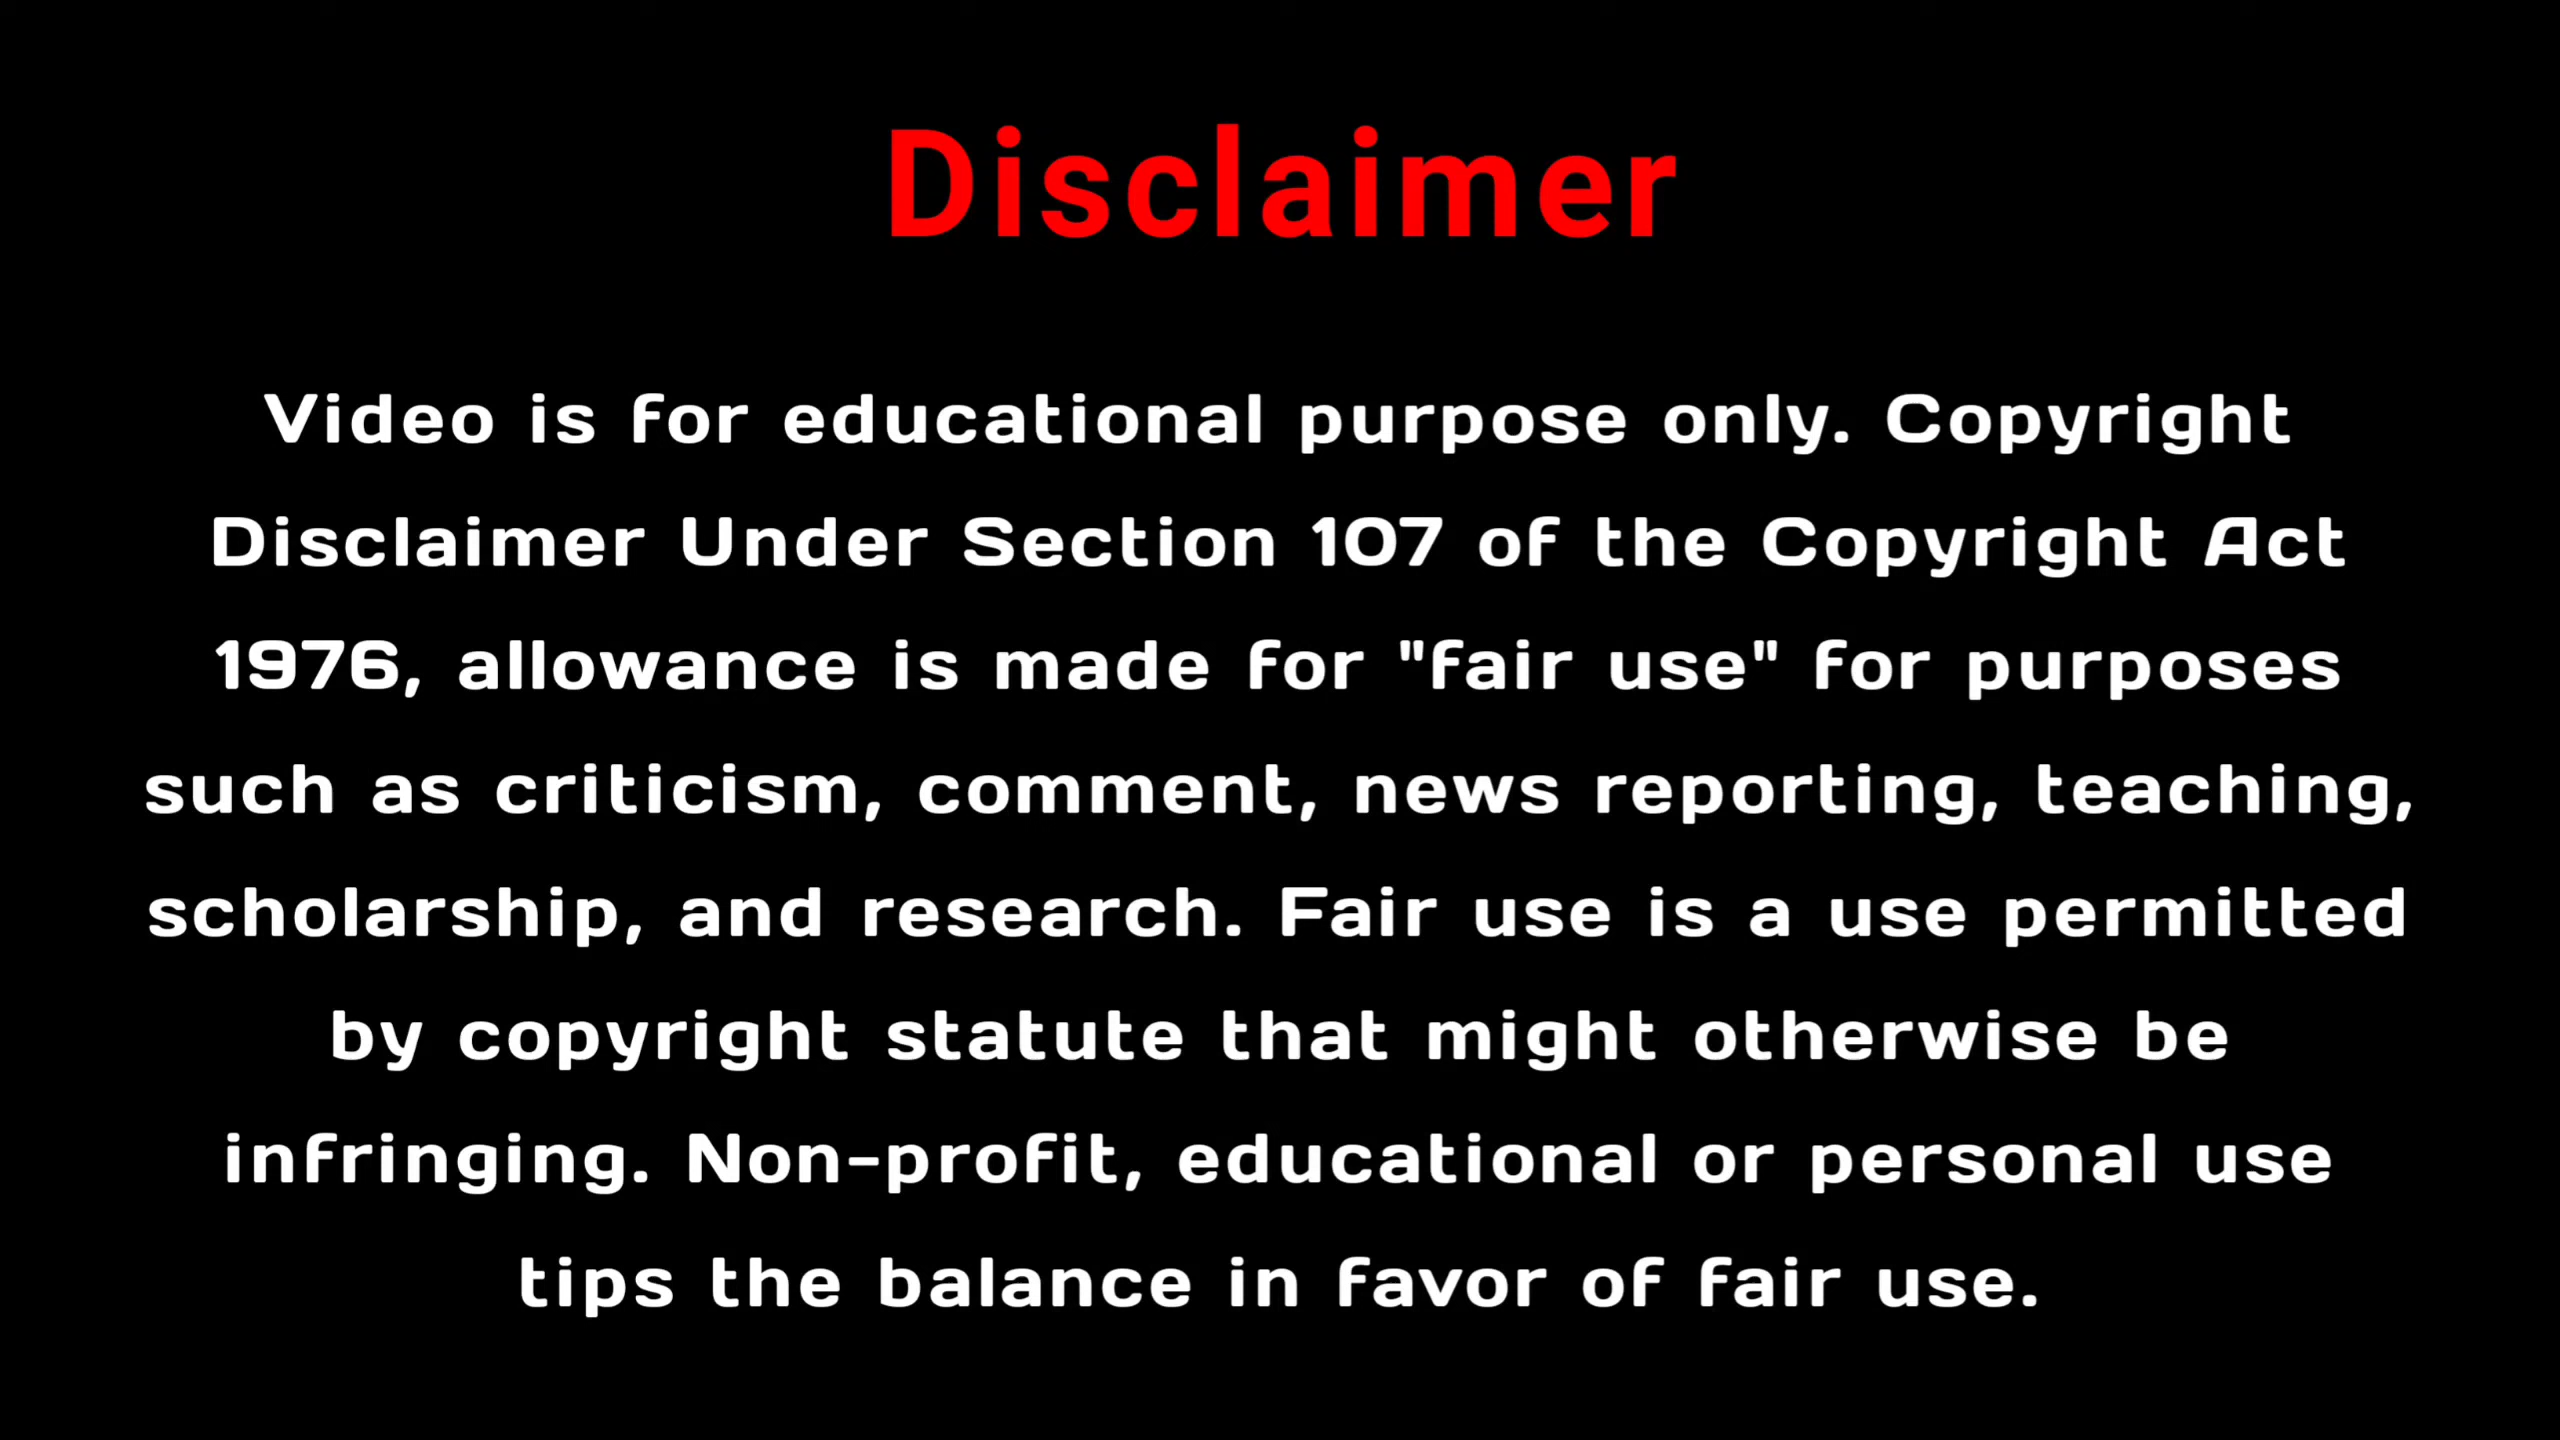 Disclaimer
Video is for educational purpose only. Copyright
Disclaimer Under Section 107 of the Copyright Act
1976, allowance is made for "fair use" for purposes
such as criticism, comment, news reporting, teaching,
scholarship, and research. Fair use is a use permitted
by copyright statute that might otherwise be
infringing. Non-profit, educational or personal use
tips the balance in favor of fair use.